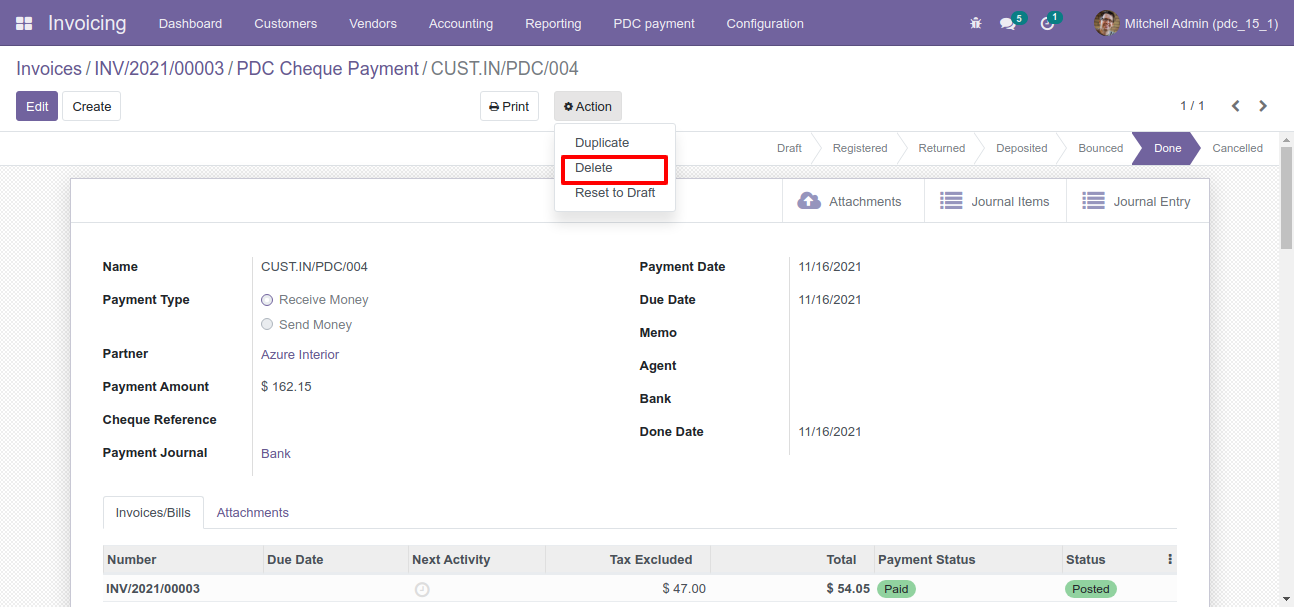 Invoicing Dashboard Customers Vendors Accounting Reporting PDC payment Configuration 5 1 Mitchell Admin (pdc_15_1)
Invoices / INV/2021/00003 / PDC Cheque Payment / CUST.IN/PDC/004
Edit Create Print Action 1 / 1
Duplicate
Delete
Reset to Draft
Draft Registered Returned Deposited Bounced Done Cancelled
Attachments Journal Items Journal Entry
Name CUST.IN/PDC/004 Payment Date 11/16/2021
Payment Type Receive Money Due Date 11/16/2021
Send Money Memo
Partner Azure Interior Agent
Payment Amount $ 162.15 Bank
Cheque Reference Done Date 11/16/2021
Payment Journal Bank
Invoices/Bills Attachments
Number Due Date Next Activity Tax Excluded Total Payment Status Status
INV/2021/00003 $ 47.00 $ 54.05 Paid Posted